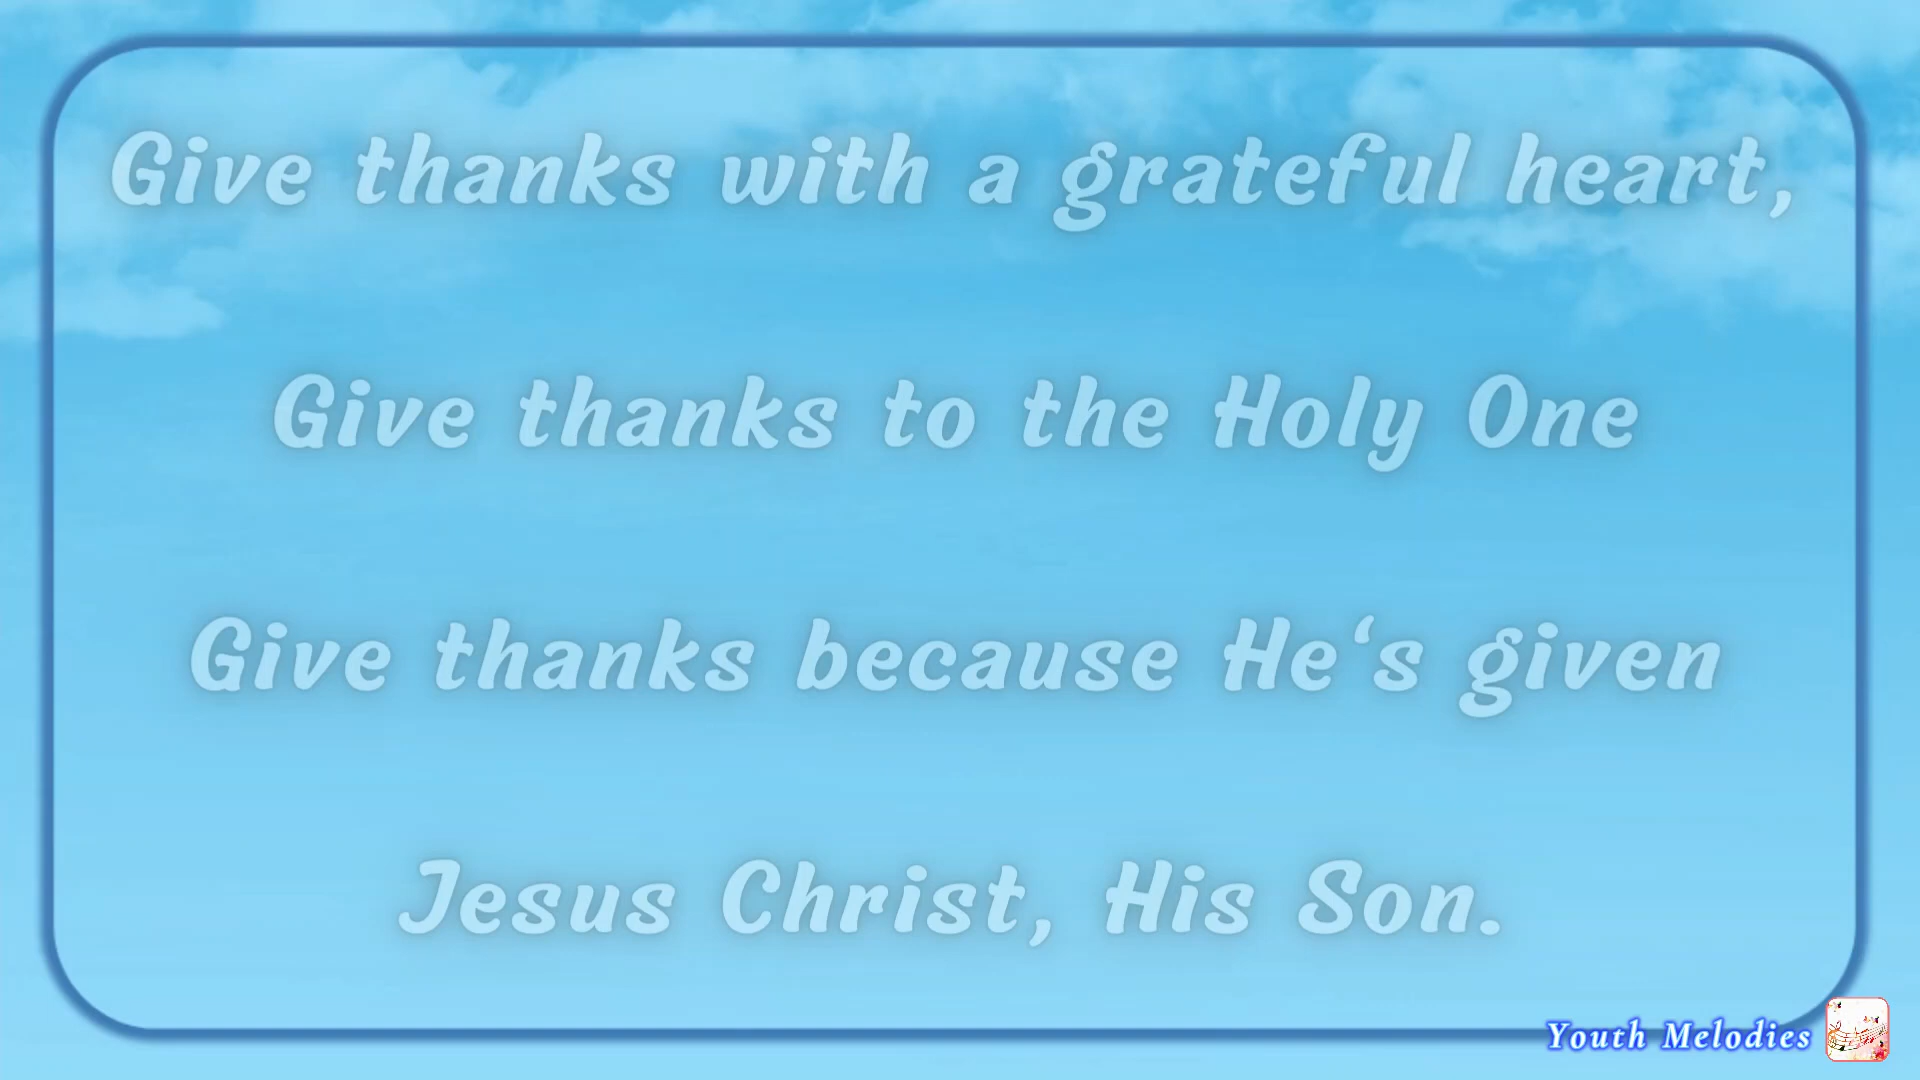 Give thanks with a grateful heart,
Give thanks to the Holy One
Give thanks because He‘s given
Jesus Christ, His Son.
Youth Melodies